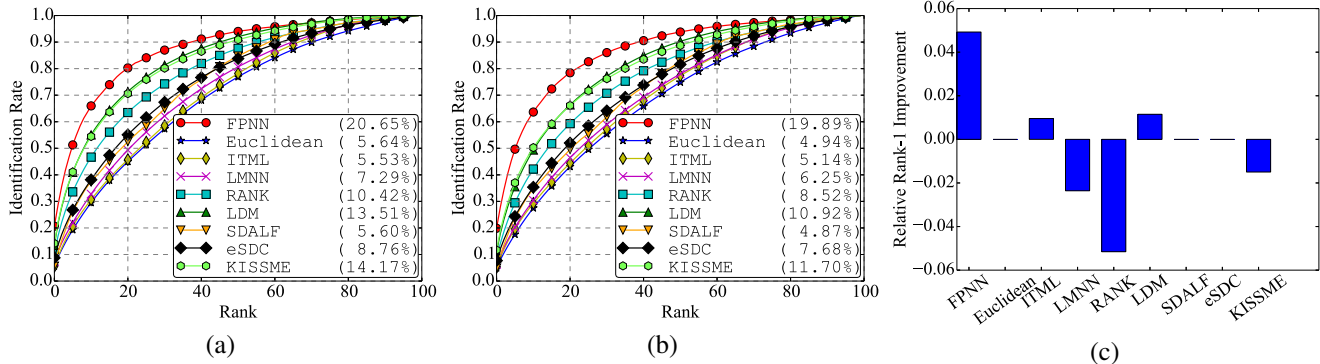 1.0
0.9
0.8
0.7
0.6
0.5
0.4
0.3
0.2
0.1
0.0
Identification Rate
FPNN (20.65%)
Euclidean ( 5.64%)
ITML ( 5.53%)
LMNN ( 7.29%)
RANK (10.42%)
LDM (13.51%)
SDALF ( 5.60%)
eSDC ( 8.76%)
KISSME (14.17%)
0 20 40 60 80 100
Rank
(a)
1.0
0.9
0.8
0.7
0.6
0.5
0.4
0.3
0.2
0.1
0.0
Identification Rate
FPNN (19.89%)
Euclidean ( 4.94%)
ITML ( 5.14%)
LMNN ( 6.25%)
RANK ( 8.52%)
LDM (10.92%)
SDALF ( 4.87%)
eSDC ( 7.68%)
KISSME (11.70%)
0 20 40 60 80 100
Rank
(b)
0.06
0.04
0.02
0.00
−0.02
−0.04
−0.06
Relative Rank-1 Improvement
FPNN
Euclidean
ITML
LMNN
RANK
LDM
SDALF
eSDC
KISSME
(c)